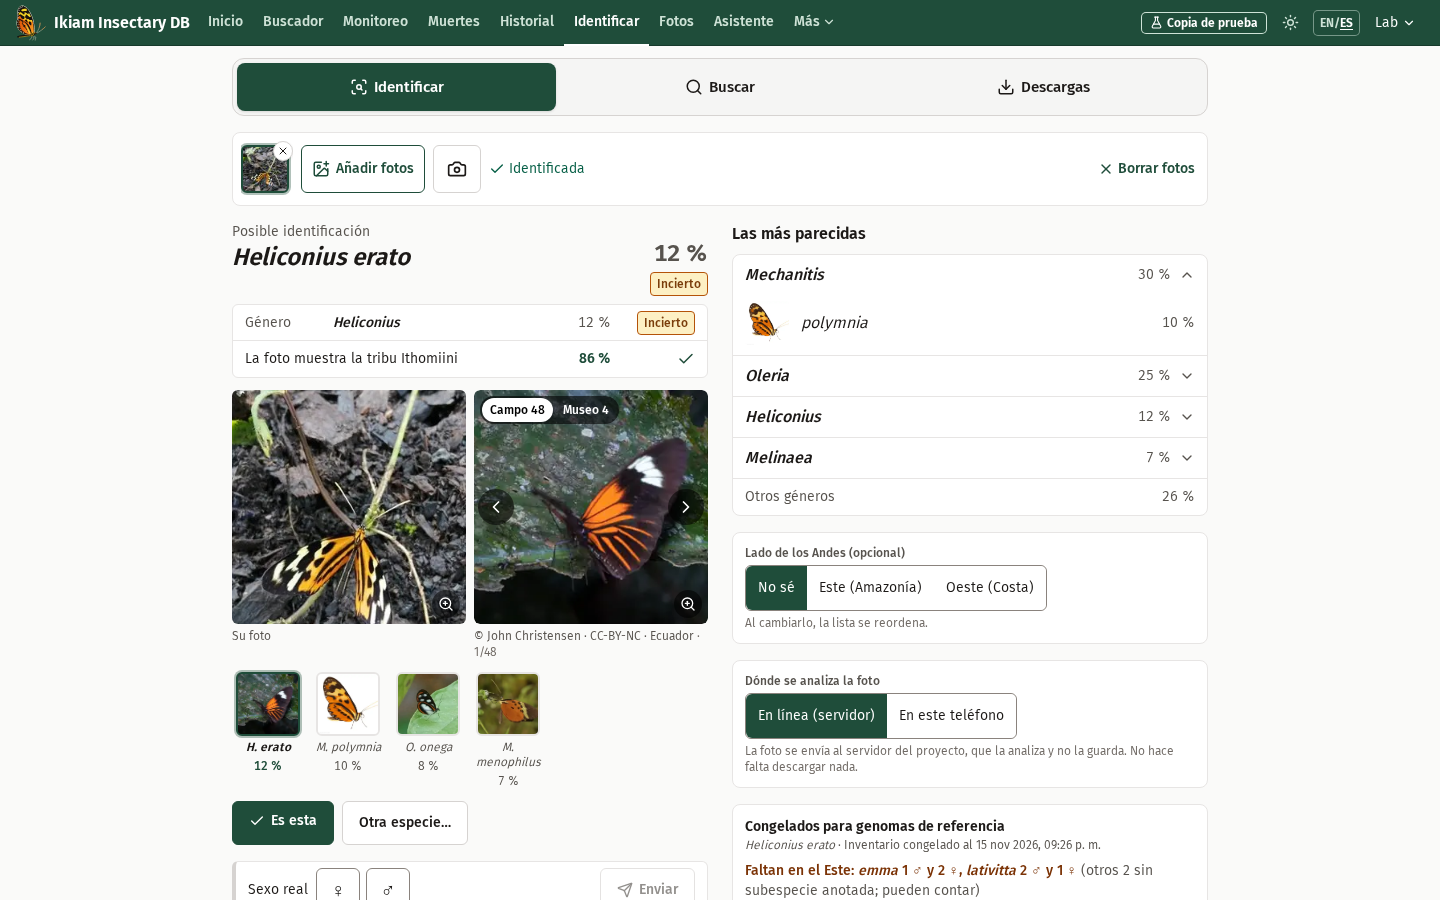 Ikiam Insectary DB
Inicio
Buscador
Monitoreo
Muertes
Historial
Identificar
Fotos
Asistente
Más
Copia de prueba
EN/ES
Lab
Identificar
Buscar
Descargas
Añadir fotos
Identificada
Borrar fotos
Posible identificación
Heliconius erato
12 %
Incierto
Género Heliconius 12 % Incierto
La foto muestra la tribu Ithomiini 86 %
Campo 48 Museo 4
Su foto
© John Christensen · CC-BY-NC · Ecuador ·
1/48
H. erato
12 %
M. polymnia
10 %
O. onega
8 %
M.
menophilus
7 %
Es esta
Otra especie...
Sexo real ♀ ♂
Enviar
Las más parecidas
Mechanitis 30 %
polymnia 10 %
Oleria 25 %
Heliconius 12 %
Melinaea 7 %
Otros géneros 26 %
Lado de los Andes (opcional)
No sé
Este (Amazonía)
Oeste (Costa)
Al cambiarlo, la lista se reordena.
Dónde se analiza la foto
En línea (servidor)
En este teléfono
La foto se envía al servidor del proyecto, que la analiza y no la guarda. No hace
falta descargar nada.
Congelados para genomas de referencia
Heliconius erato · Inventario congelado al 15 nov 2026, 09:26 p. m.
Faltan en el Este: emma 1 ♂ y 2 ♀, lativitta 2 ♂ y 1 ♀ (otros 2 sin
subespecie anotada; pueden contar)